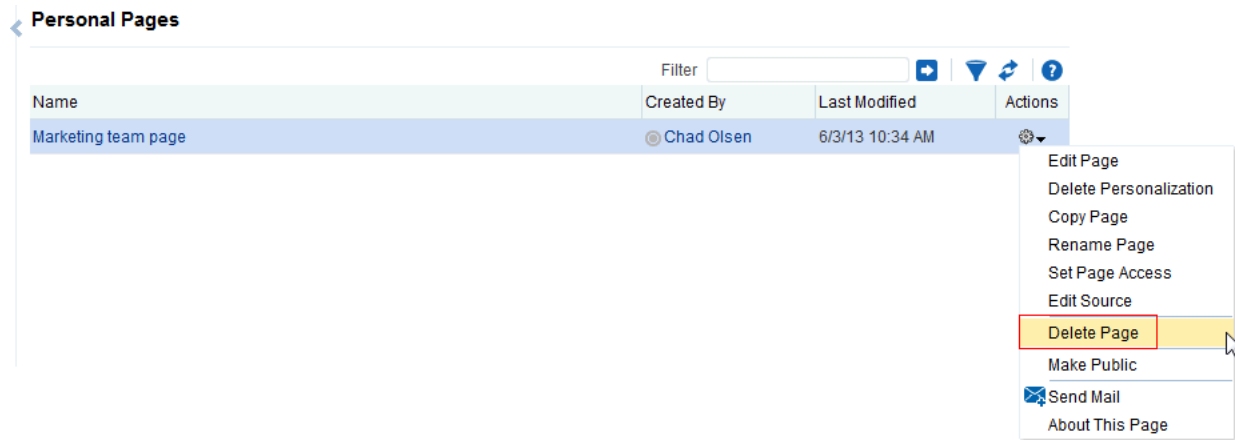 Personal Pages
Filter
Name Created By Last Modified Actions
Marketing team page Chad Olsen 6/3/13 10:34 AM
Edit Page
Delete Personalization
Copy Page
Rename Page
Set Page Access
Edit Source
Delete Page
Make Public
Send Mail
About This Page